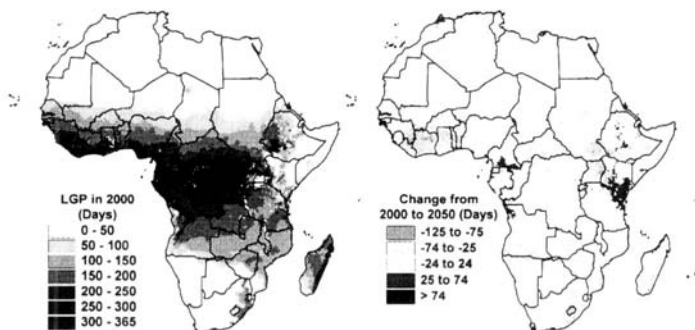 LGP in 2000
(Days)
0 - 50
50 - 100
100 - 150
150 - 200
200 - 250
250 - 300
300 - 365
Change from
2000 to 2050 (Days)
-125 to -75
-74 to -25
-24 to 24
25 to 74
> 74